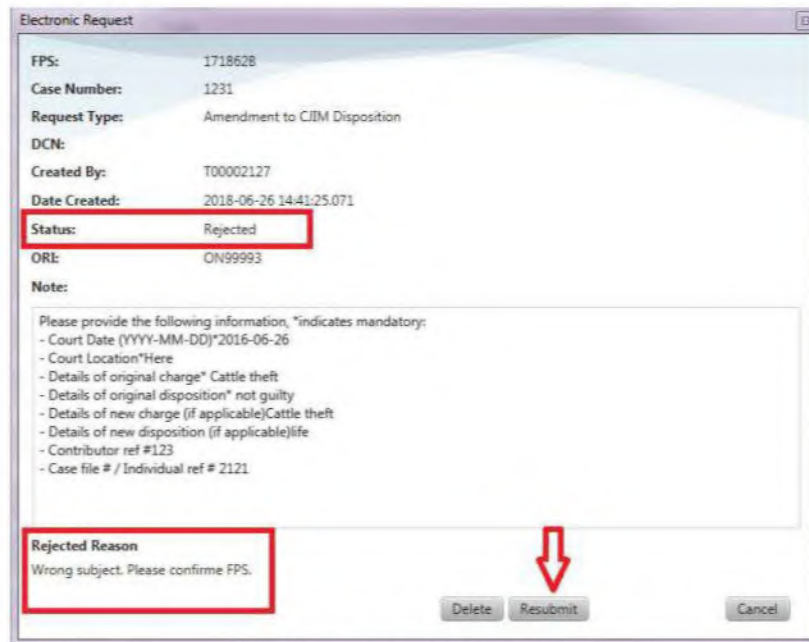 Electronic Request
FPS: 171862B
Case Number: 1231
Request Type: Amendment to CJIM Disposition
DCN:
Created By: T00002127
Date Created: 2018-06-26 14:41:25.071
Status: Rejected
ORI: ON99993
Note:
Please provide the following information, *indicates mandatory:
- Court Date (YYYY-MM-DD)*2016-06-26
- Court Location*Here
- Details of original charge* Cattle theft
- Details of original disposition* not guilty
- Details of new charge (if applicable)Cattle theft
- Details of new disposition (if applicable)life
- Contributor ref #123
- Case file # / Individual ref # 2121
Rejected Reason
Wrong subject. Please confirme FPS.
Delete Resubmit Cancel